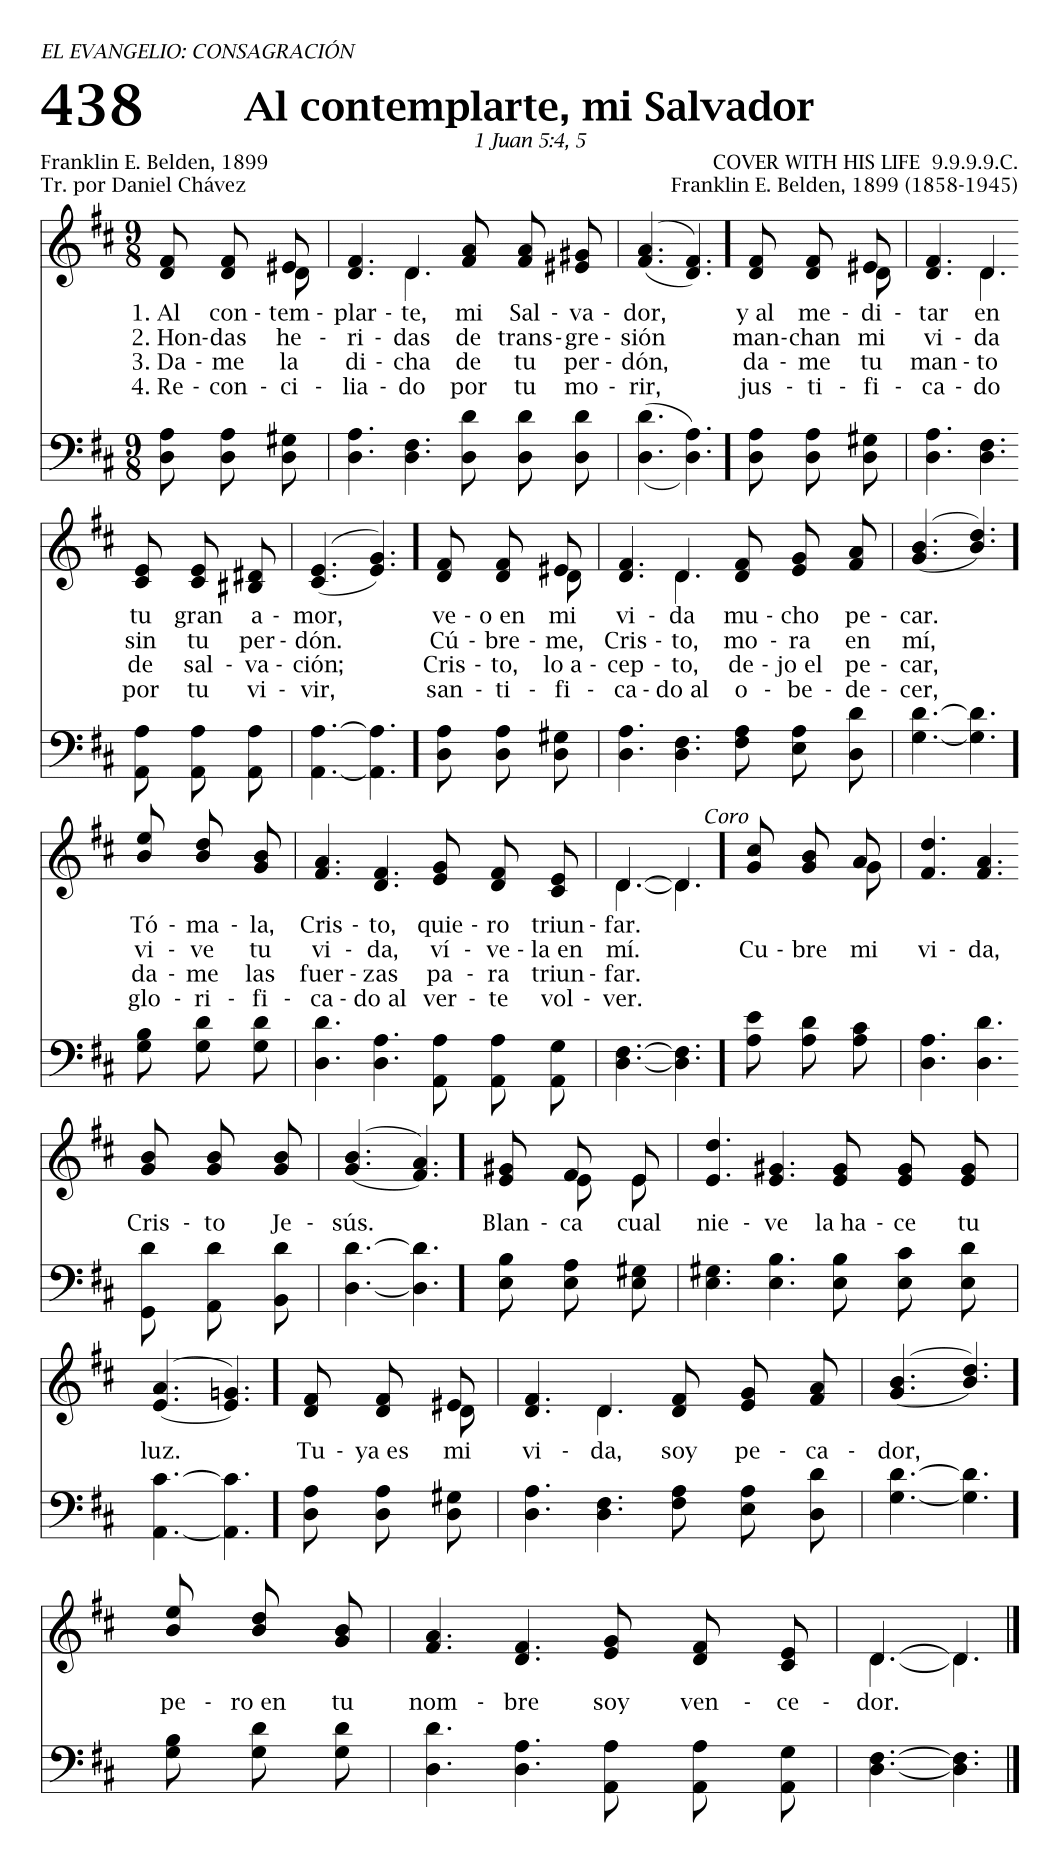 EL EVANGELIO: CONSAGRACIÓN
438 Al contemplarte, mi Salvador
1 Juan 5:4, 5
Franklin E. Belden, 1899 COVER WITH HIS LIFE 9.9.9.9.C.
Tr. por Daniel Chávez Franklin E. Belden, 1899 (1858-1945)
9 8
1. Al con - tem - plar - te, mi Sal - va - dor, y al me - di - tar en
2. Hon - das he - ri - das de trans - gre - sión man - chan mi vi - da
3. Da - me la di - cha de tu per - dón, da - me tu man - to
4. Re - con - ci - lia - do por tu mo - rir, jus - ti - fi - ca - do
9 8
tu gran a - mor, ve - o en mi vi - da mu - cho pe - car.
sin tu per - dón. Cú - bre - me, Cris - to, mo - ra en mí,
de sal - va - ción; Cris - to, lo a - cep - to, de - jo el pe - car,
por tu vi - vir, san - ti - fi - ca - do al o - be - de - cer,
Coro
Tó - ma - la, Cris - to, quie - ro triun - far.
vi - ve tu vi - da, ví - ve - la en mí. Cu - bre mi vi - da,
da - me las fuer - zas pa - ra triun - far.
glo - ri - fi - ca - do al ver - te vol - ver.
Cris - to Je - sús. Blan - ca cual nie - ve la ha - ce tu
luz. Tu - ya es mi vi - da, soy pe - ca - dor,
pe - ro en tu nom - bre soy ven - ce - dor.